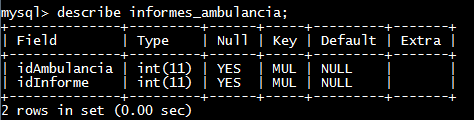 mysql> describe informes_ambulancia;
+--------------+---------+------+-----+---------+-------+
| Field        | Type    | Null | Key | Default | Extra |
+--------------+---------+------+-----+---------+-------+
| idAmbulancia | int(11) | YES  | MUL | NULL    |       |
| idInforme    | int(11) | YES  | MUL | NULL    |       |
+--------------+---------+------+-----+---------+-------+
2 rows in set (0.00 sec)